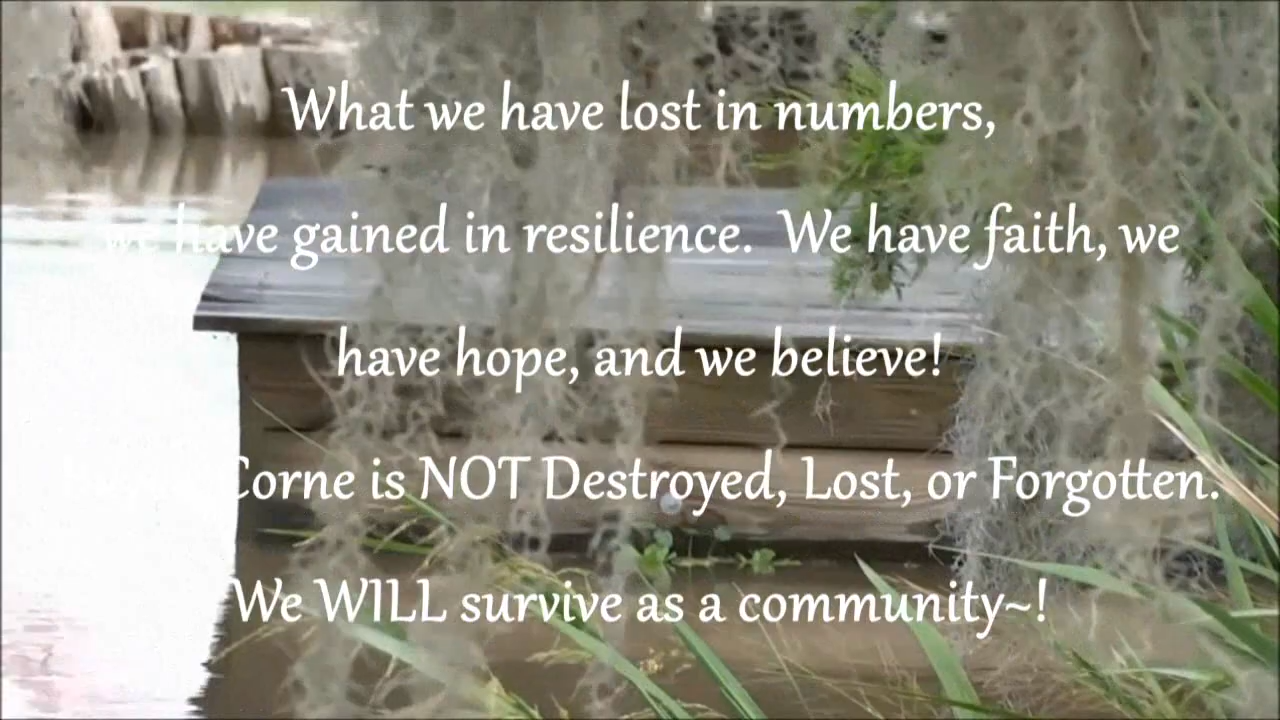 What we have lost in numbers,
we have gained in resilience. We have faith, we
have hope, and we believe!
Corne is NOT Destroyed, Lost, or Forgotten.
We WILL survive as a community~!